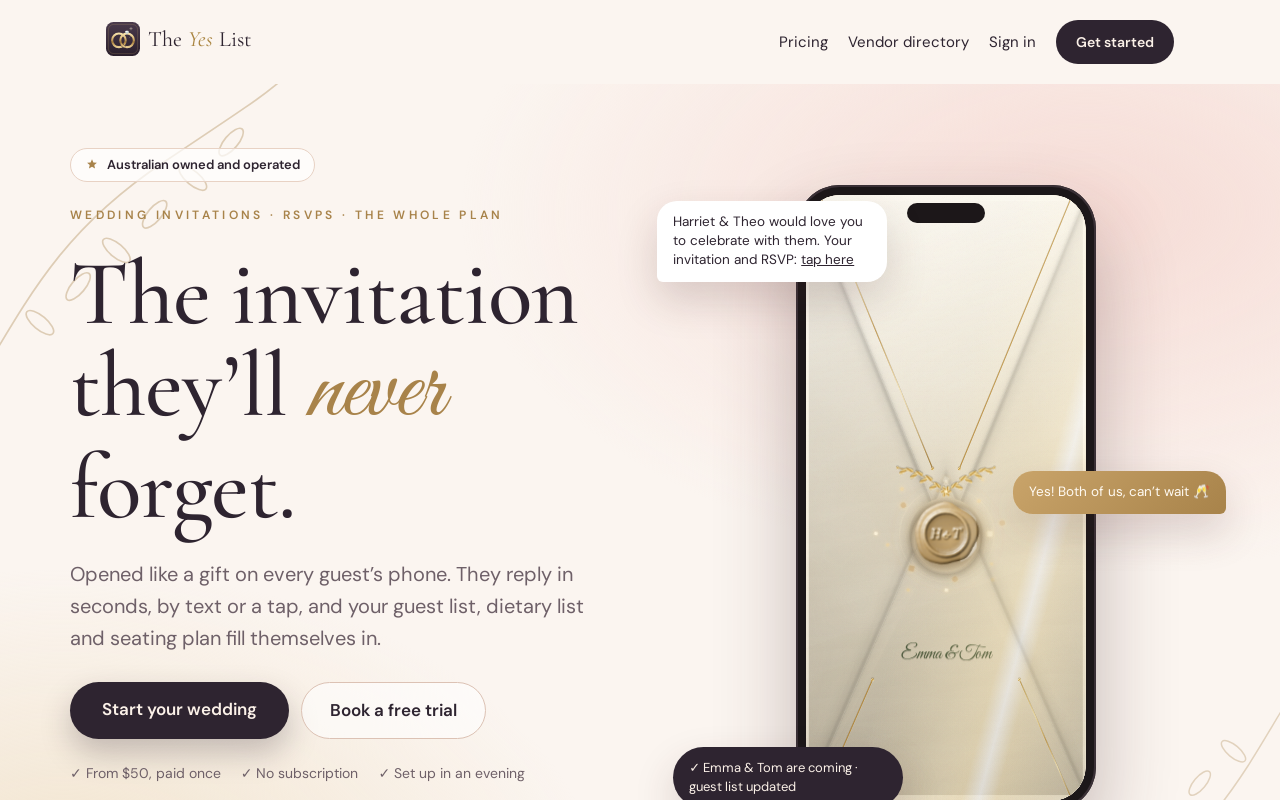 The Yes List
Pricing
Vendor directory
Sign in
Get started
Australian owned and operated
WEDDING INVITATIONS · RSVPS · THE WHOLE PLAN
The invitation
they’ll never
forget.
Opened like a gift on every guest’s phone. They reply in
seconds, by text or a tap, and your guest list, dietary list
and seating plan fill themselves in.
Start your wedding
Book a free trial
✓ From $50, paid once
✓ No subscription
✓ Set up in an evening
Harriet & Theo would love you
to celebrate with them. Your
invitation and RSVP: tap here
Yes! Both of us, can’t wait 🥂
H&T
Emma & Tom
✓ Emma & Tom are coming ·
guest list updated